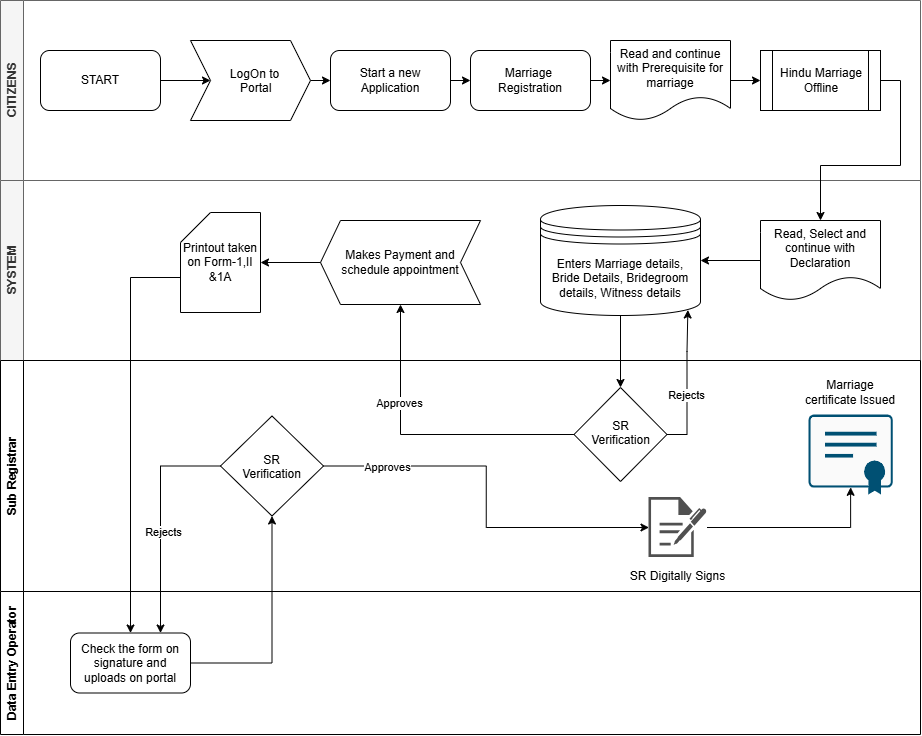 CITIZENS
START
LogOn to
Portal
Start a new
Application
Marriage
Registration
Read and continue
with Prerequisite for
marriage
Hindu Marriage
Offline
SYSTEM
Printout taken
on Form-1,II
&1A
Makes Payment and
schedule appointment
Enters Marriage details,
Bride Details, Bridegroom
details, Witness details
Read, Select and
continue with
Declaration
Sub Registrar
Approves
Rejects
SR
Verification
Marriage
certificate Issued
SR
Verification
Approves
Rejects
SR Digitally Signs
Data Entry Operator
Check the form on
signature and
uploads on portal